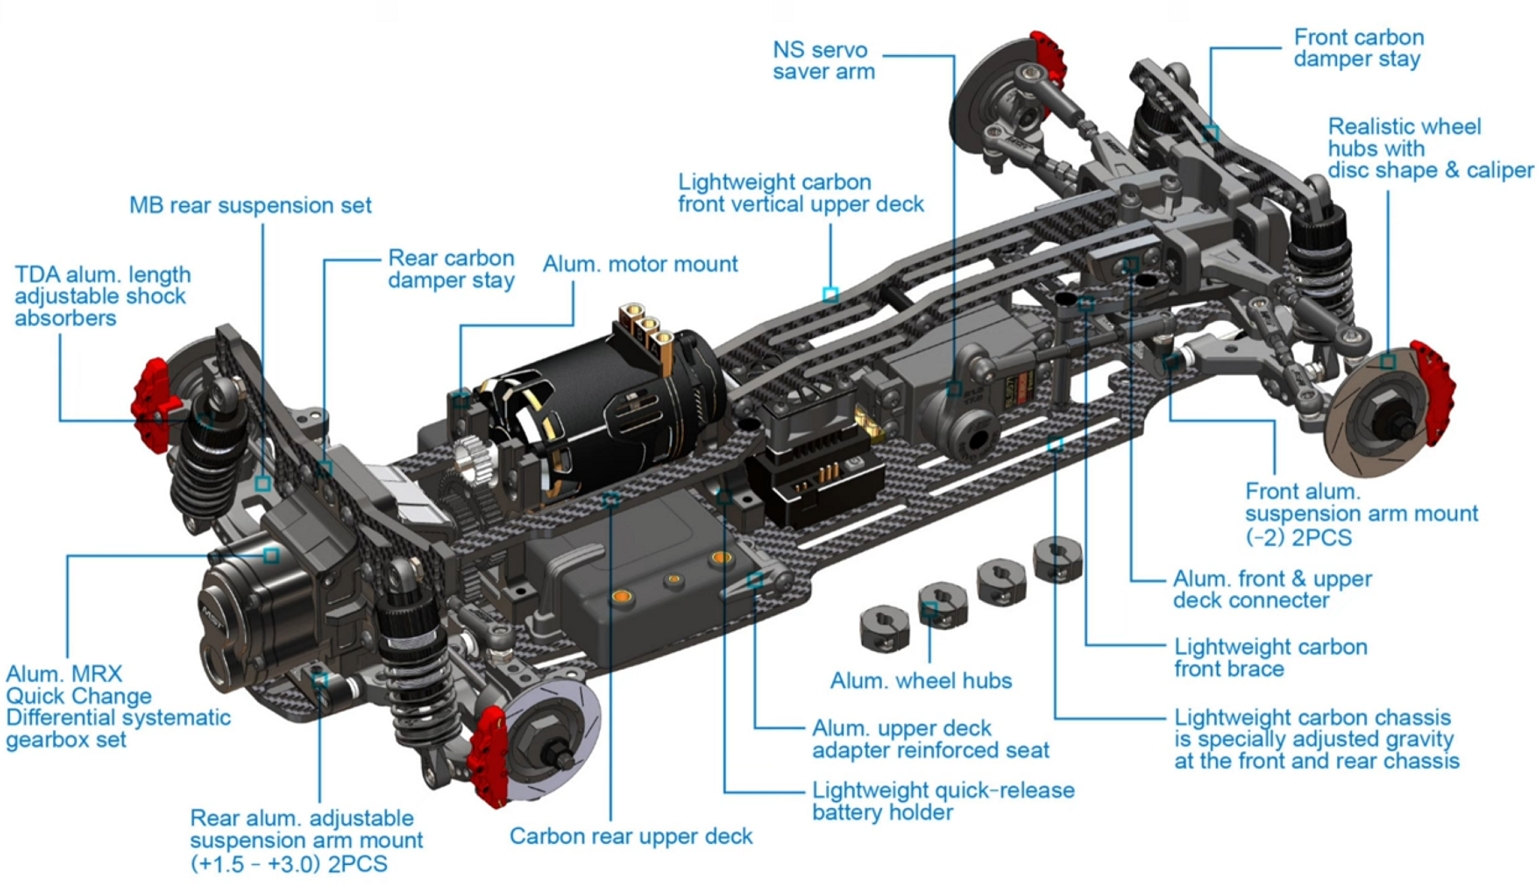 NS servo
saver arm
Front carbon
damper stay
Realistic wheel
hubs with
disc shape & caliper
Lightweight carbon
front vertical upper deck
MB rear suspension set
Rear carbon
damper stay
Alum. motor mount
TDA alum. length
adjustable shock
absorbers
Front alum.
suspension arm mount
(-2) 2PCS
Alum. front & upper
deck connecter
Lightweight carbon
front brace
Alum. wheel hubs
Alum. MRX
Quick Change
Differential systematic
gearbox set
Lightweight carbon chassis
is specially adjusted gravity
at the front and rear chassis
Alum. upper deck
adapter reinforced seat
Lightweight quick-release
battery holder
Carbon rear upper deck
Rear alum. adjustable
suspension arm mount
(+1.5 - +3.0) 2PCS